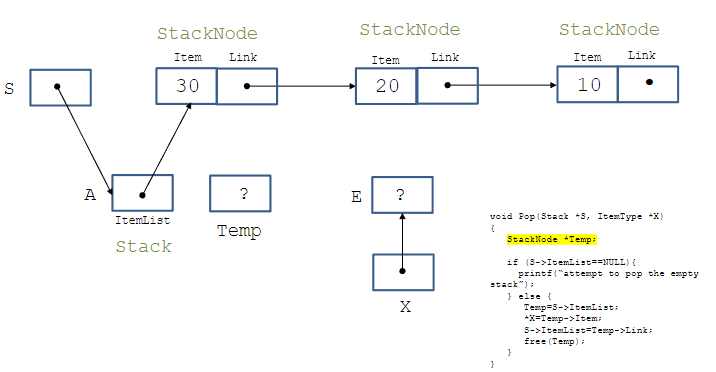 StackNode
StackNode
StackNode
Item Link
Item Link
Item Link
S
30
20
10
A
?
E
?
ItemList
Stack
Temp
X
void Pop(Stack *S, ItemType *X)
{
StackNode *Temp;
if (S->ItemList==NULL){
printf(“attempt to pop the empty
stack”);
} else {
Temp=S->ItemList;
*X=Temp->Item;
S->ItemList=Temp->Link;
free(Temp);
}
}